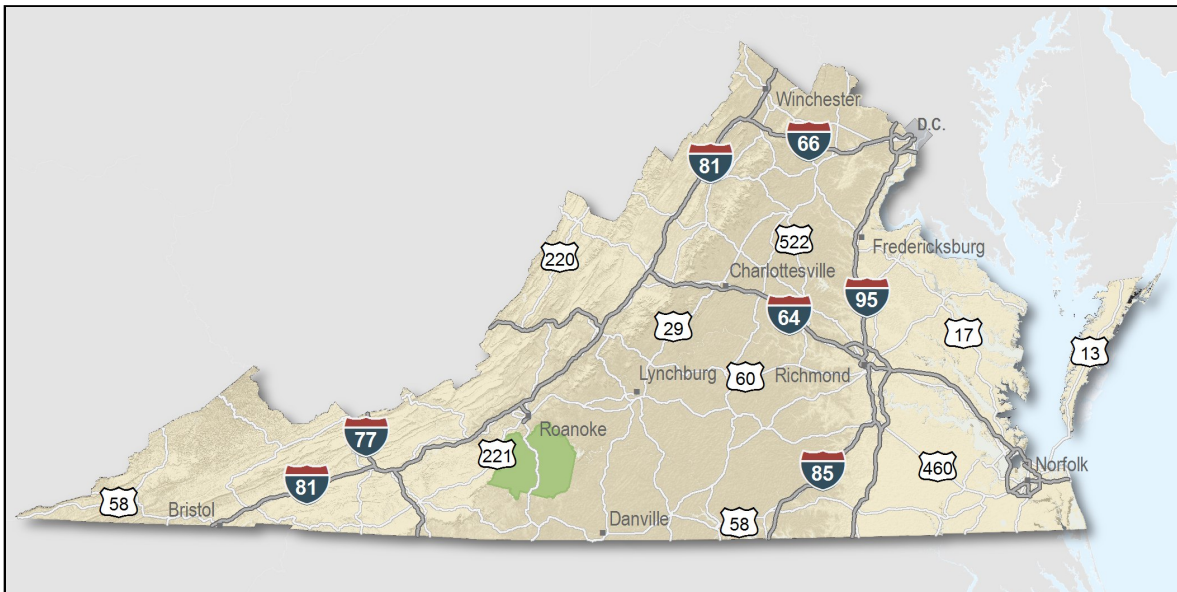 Winchester
D.C.
66
81
522
Fredericksburg
220
Charlottesville
95
64
29
17
13
Lynchburg
60
Richmond
Roanoke
77
221
460
Norfolk
85
81
58
Bristol
Danville
58